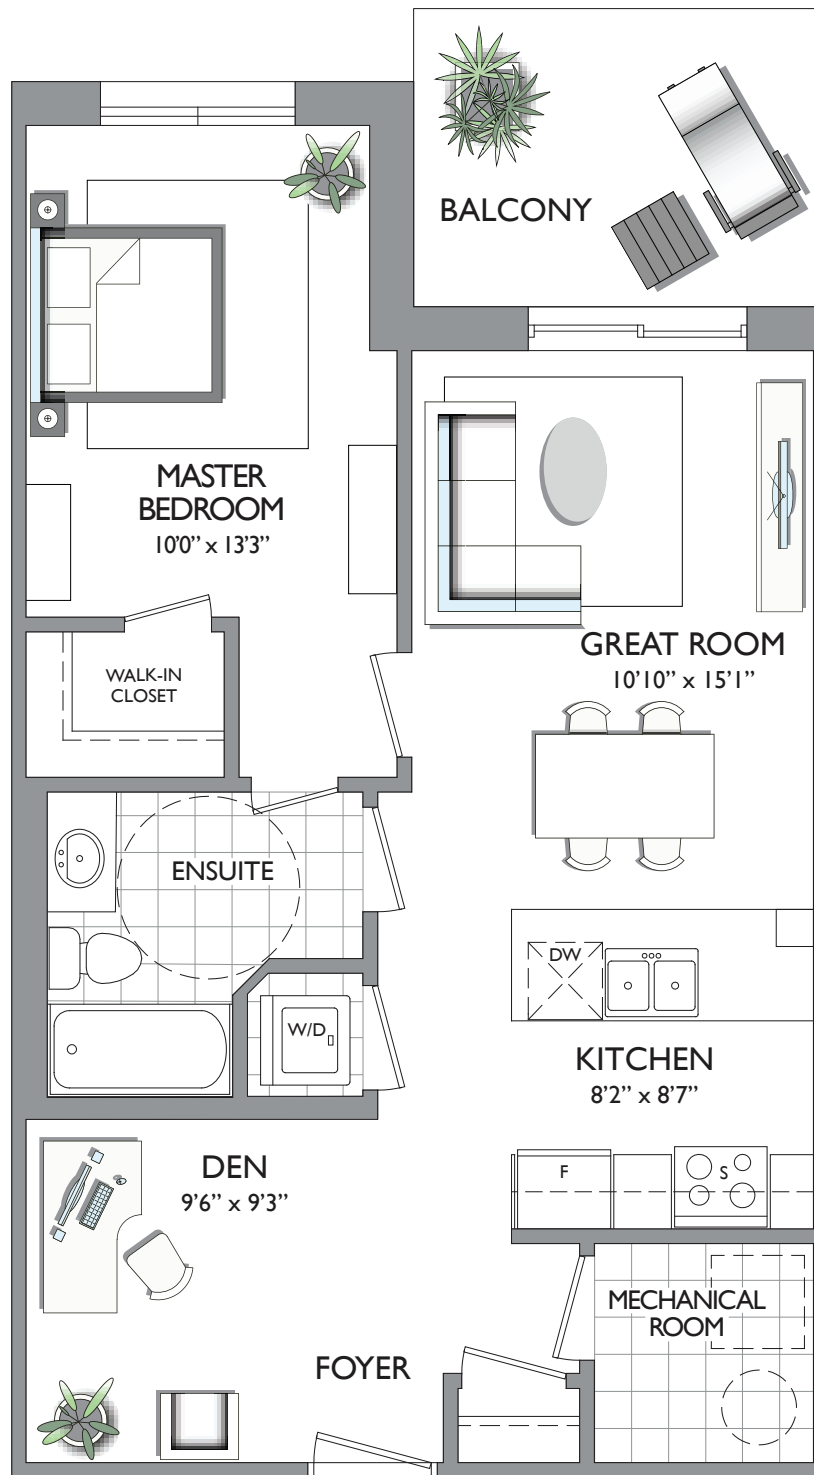 BALCONY
MASTER
BEDROOM
10'0” x 13'3”
GREAT ROOM
10'10” x 15'1”
WALK-IN
CLOSET
ENSUITE
DW
W/D
KITCHEN
8'2” x 8'7”
DEN
9'6” x 9'3”
F
S
MECHANICAL
ROOM
FOYER